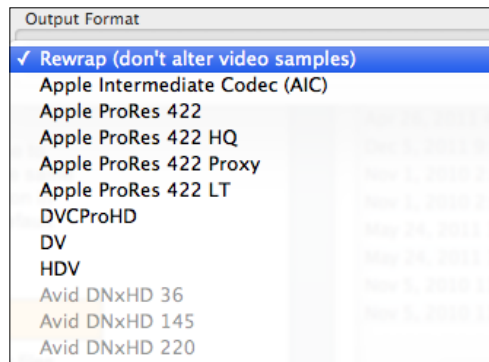 Output Format
✓ Rewrap (don't alter video samples)
Apple Intermediate Codec (AIC)
Apple ProRes 422
Apple ProRes 422 HQ
Apple ProRes 422 Proxy
Apple ProRes 422 LT
DVCProHD
DV
HDV
Avid DNxHD 36
Avid DNxHD 145
Avid DNxHD 220